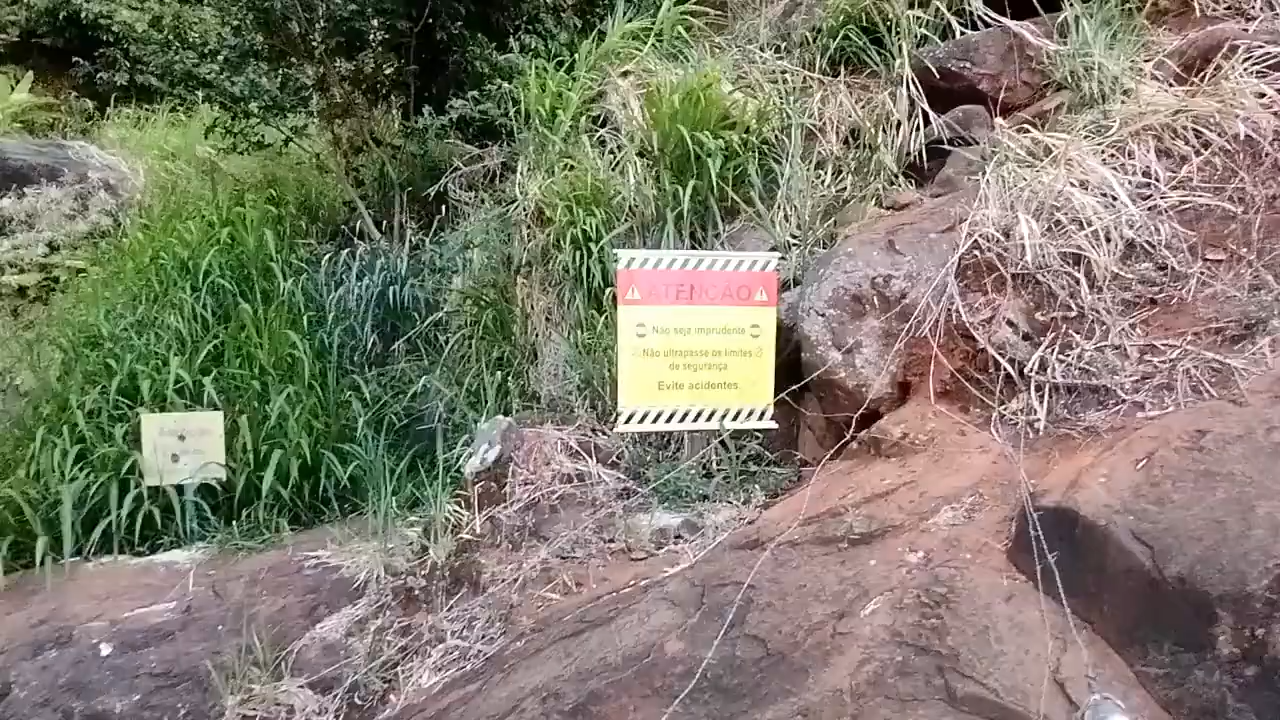 ATENÇÃO
Não seja imprudente
Não ultrapasse os limites
de segurança
Evite acidentes